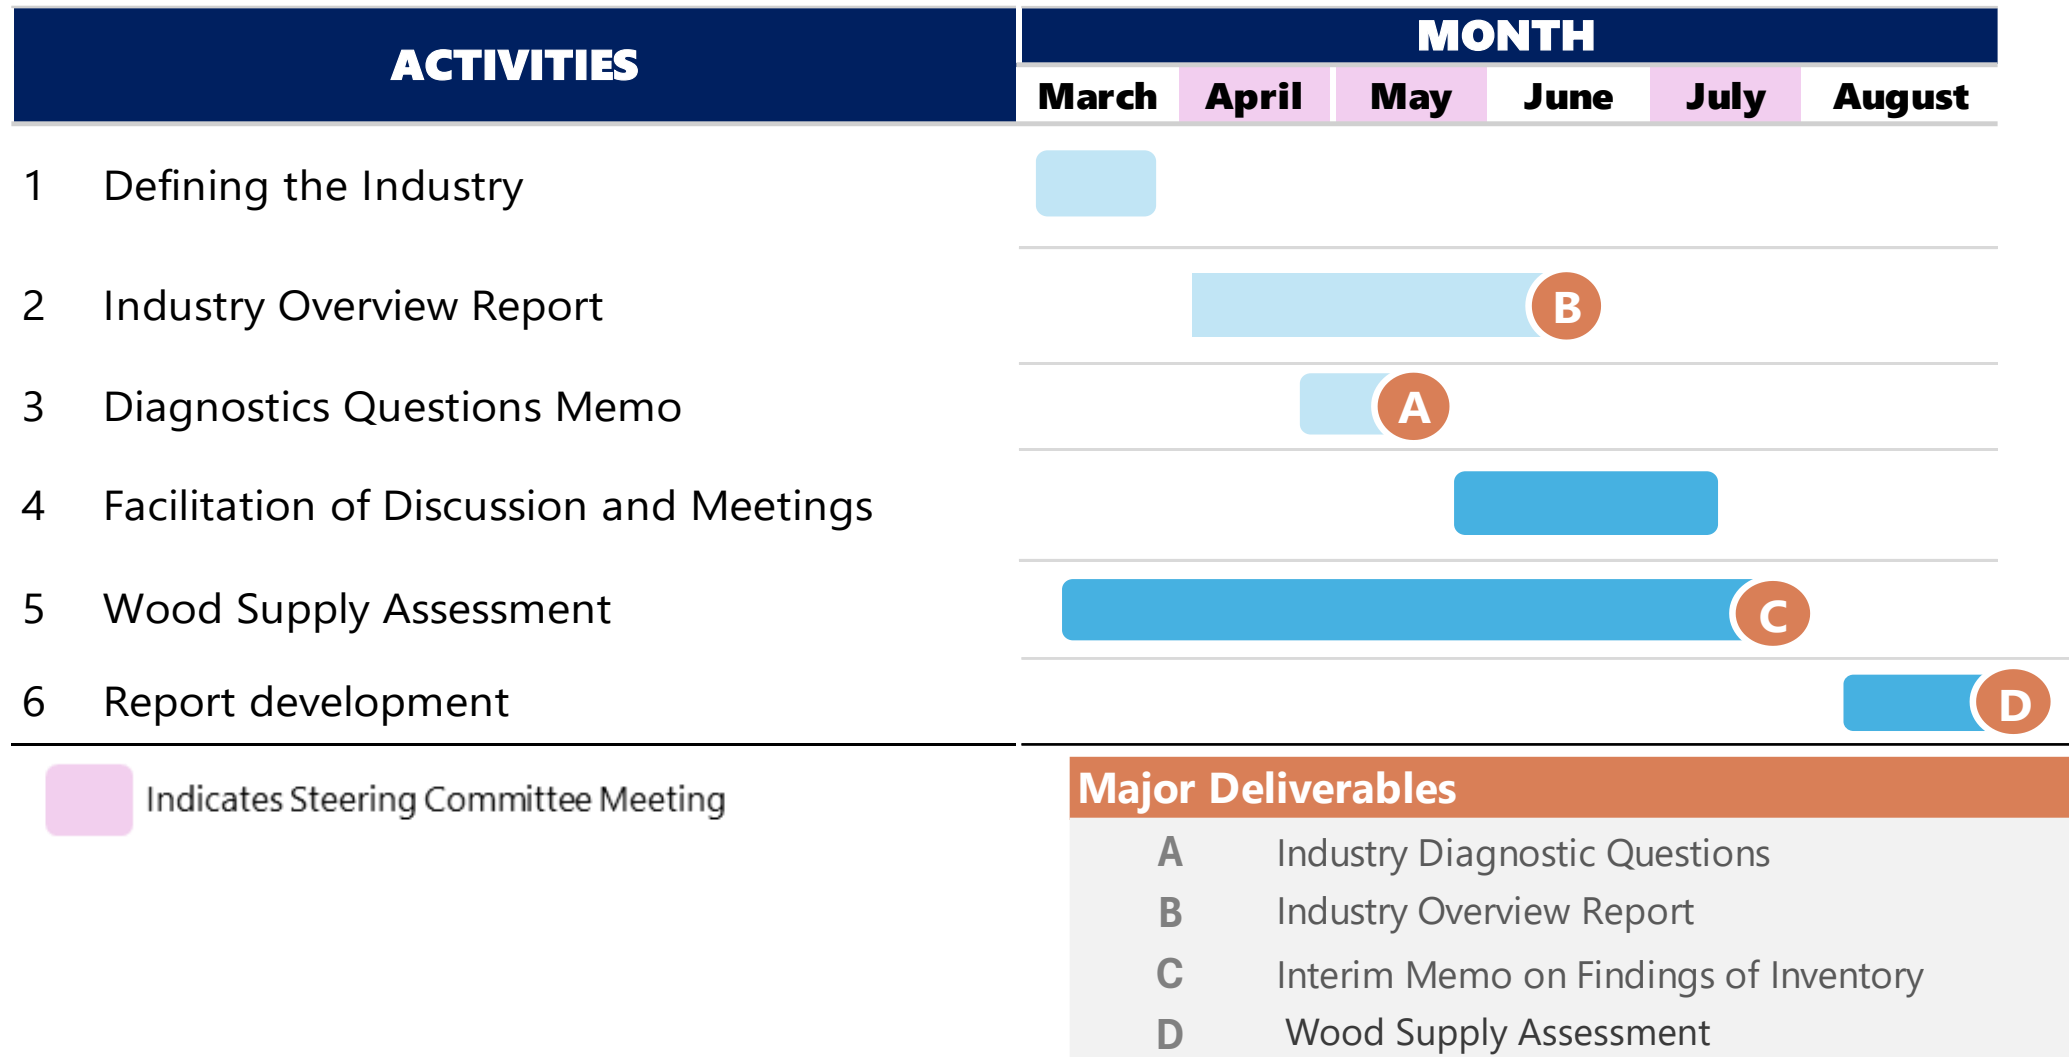 ACTIVITIES
MONTH
March April May June July August
1 Defining the Industry
2 Industry Overview Report B
3 Diagnostics Questions Memo A
4 Facilitation of Discussion and Meetings
5 Wood Supply Assessment C
6 Report development D
Indicates Steering Committee Meeting
Major Deliverables
A Industry Diagnostic Questions
B Industry Overview Report
C Interim Memo on Findings of Inventory
D Wood Supply Assessment